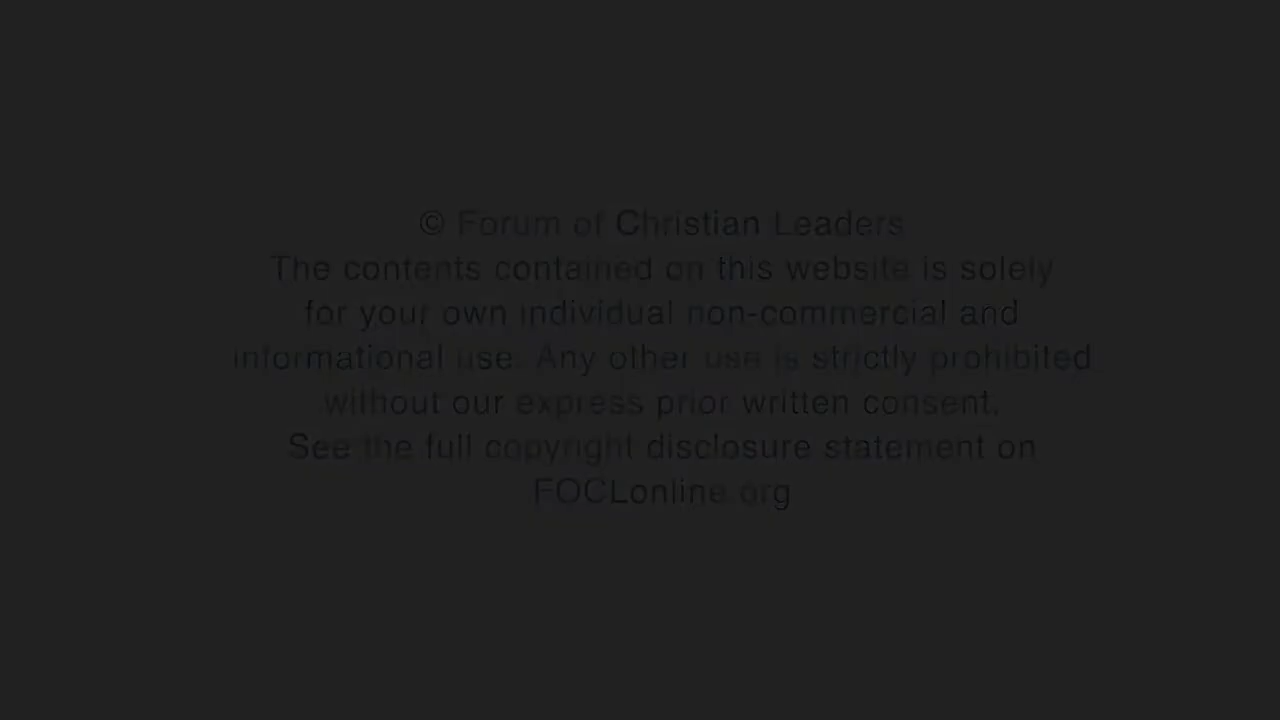 © Forum of Christian Leaders
The contents contained on this website is solely
for your own individual non-commercial and
informational use. Any other use is strictly prohibited
without our express prior written consent.
See the full copyright disclosure statement on
FOCLonline.org